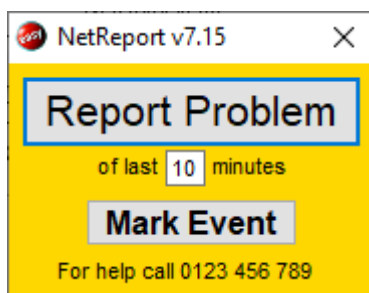 NetReport v7.15
Report Problem
of last 10 minutes
Mark Event
For help call 0123 456 789